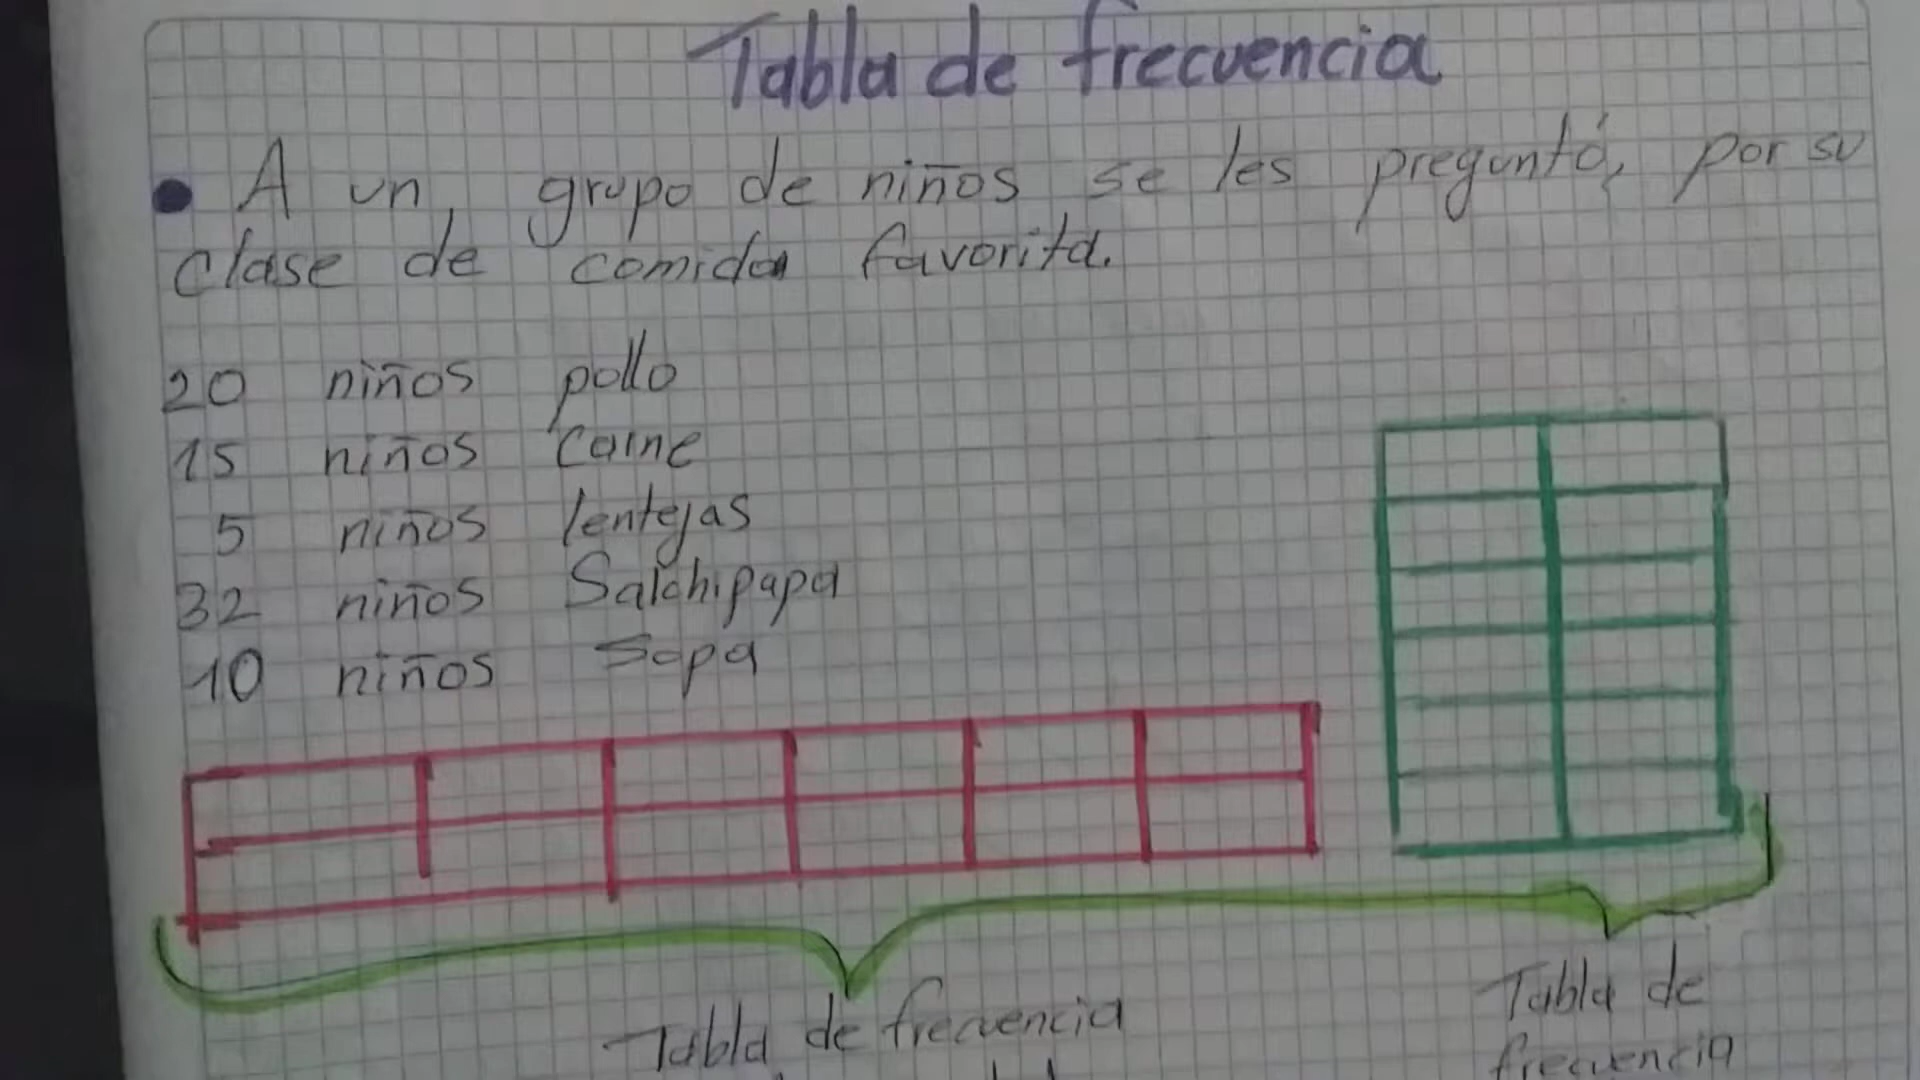 Tabla de frecuencia
A un grupo de niños se les preguntó, por su
clase de comida favorita.
20 niños pollo
15 niños carne
5 niños lentejas
32 niños Salchipapa
10 niños sopa
Tabla de frecuencia
Tabla de
frecuencia